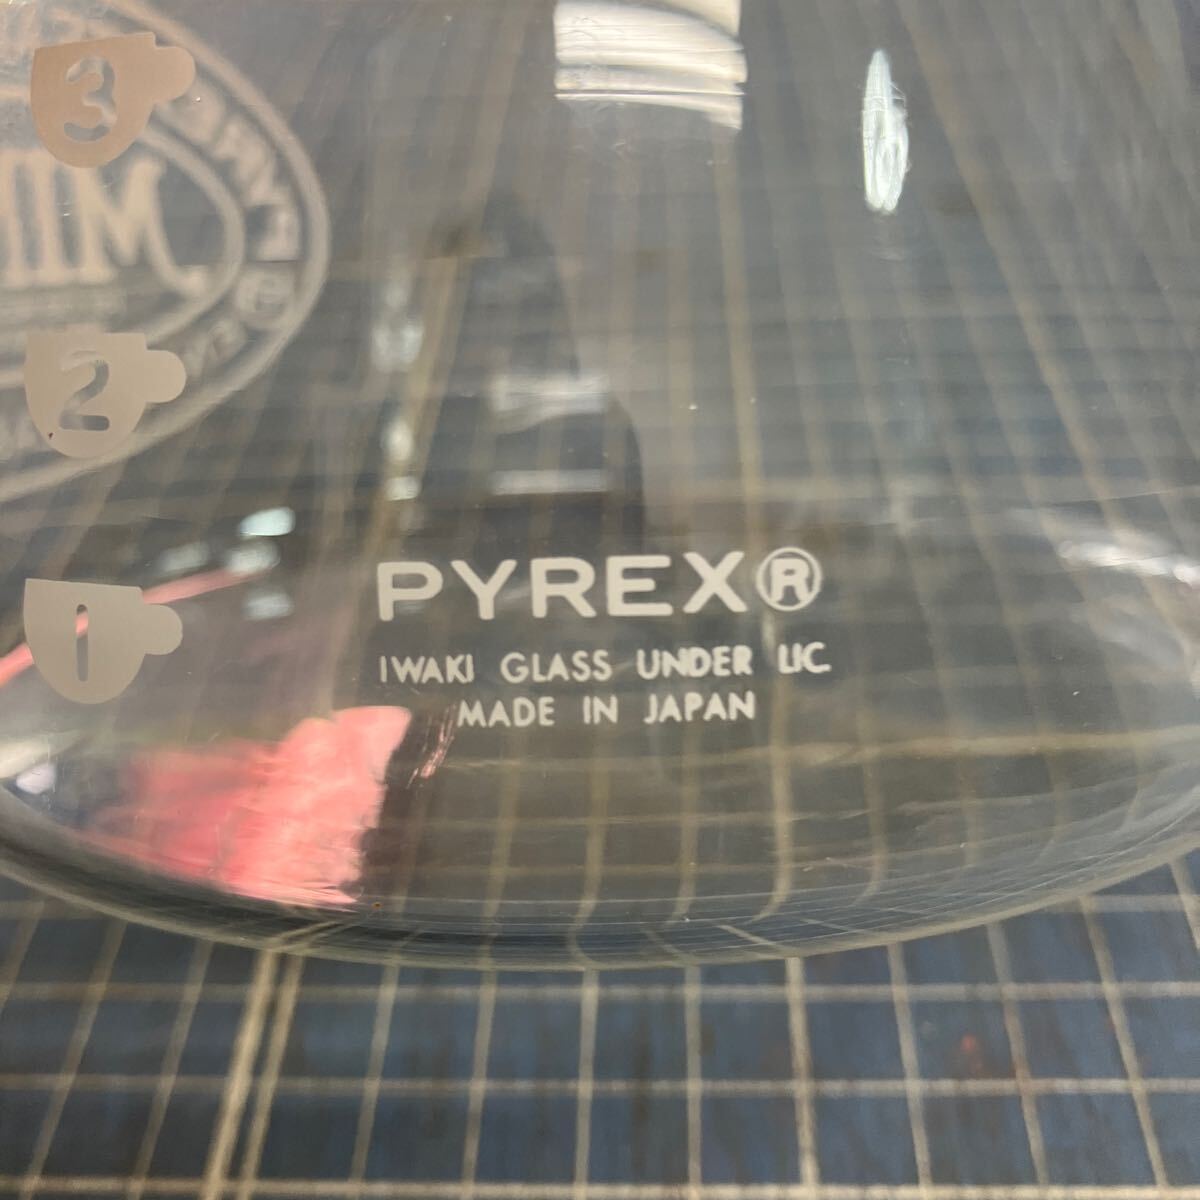 3
2
1
PYREX®
IWAKI GLASS UNDER LIC.
MADE IN JAPAN